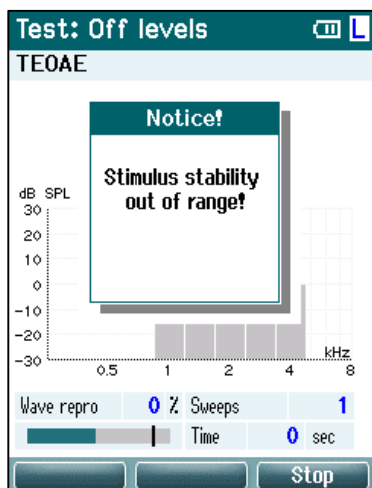 Test: Off levels L
TEOAE
Notice!
Stimulus stability
out of range!
dB SPL
30
20
10
0
-10
-20
-30
kHz
0.5 1 2 4 8
Wave repro 0 % Sweeps 1
Time 0 sec
Stop